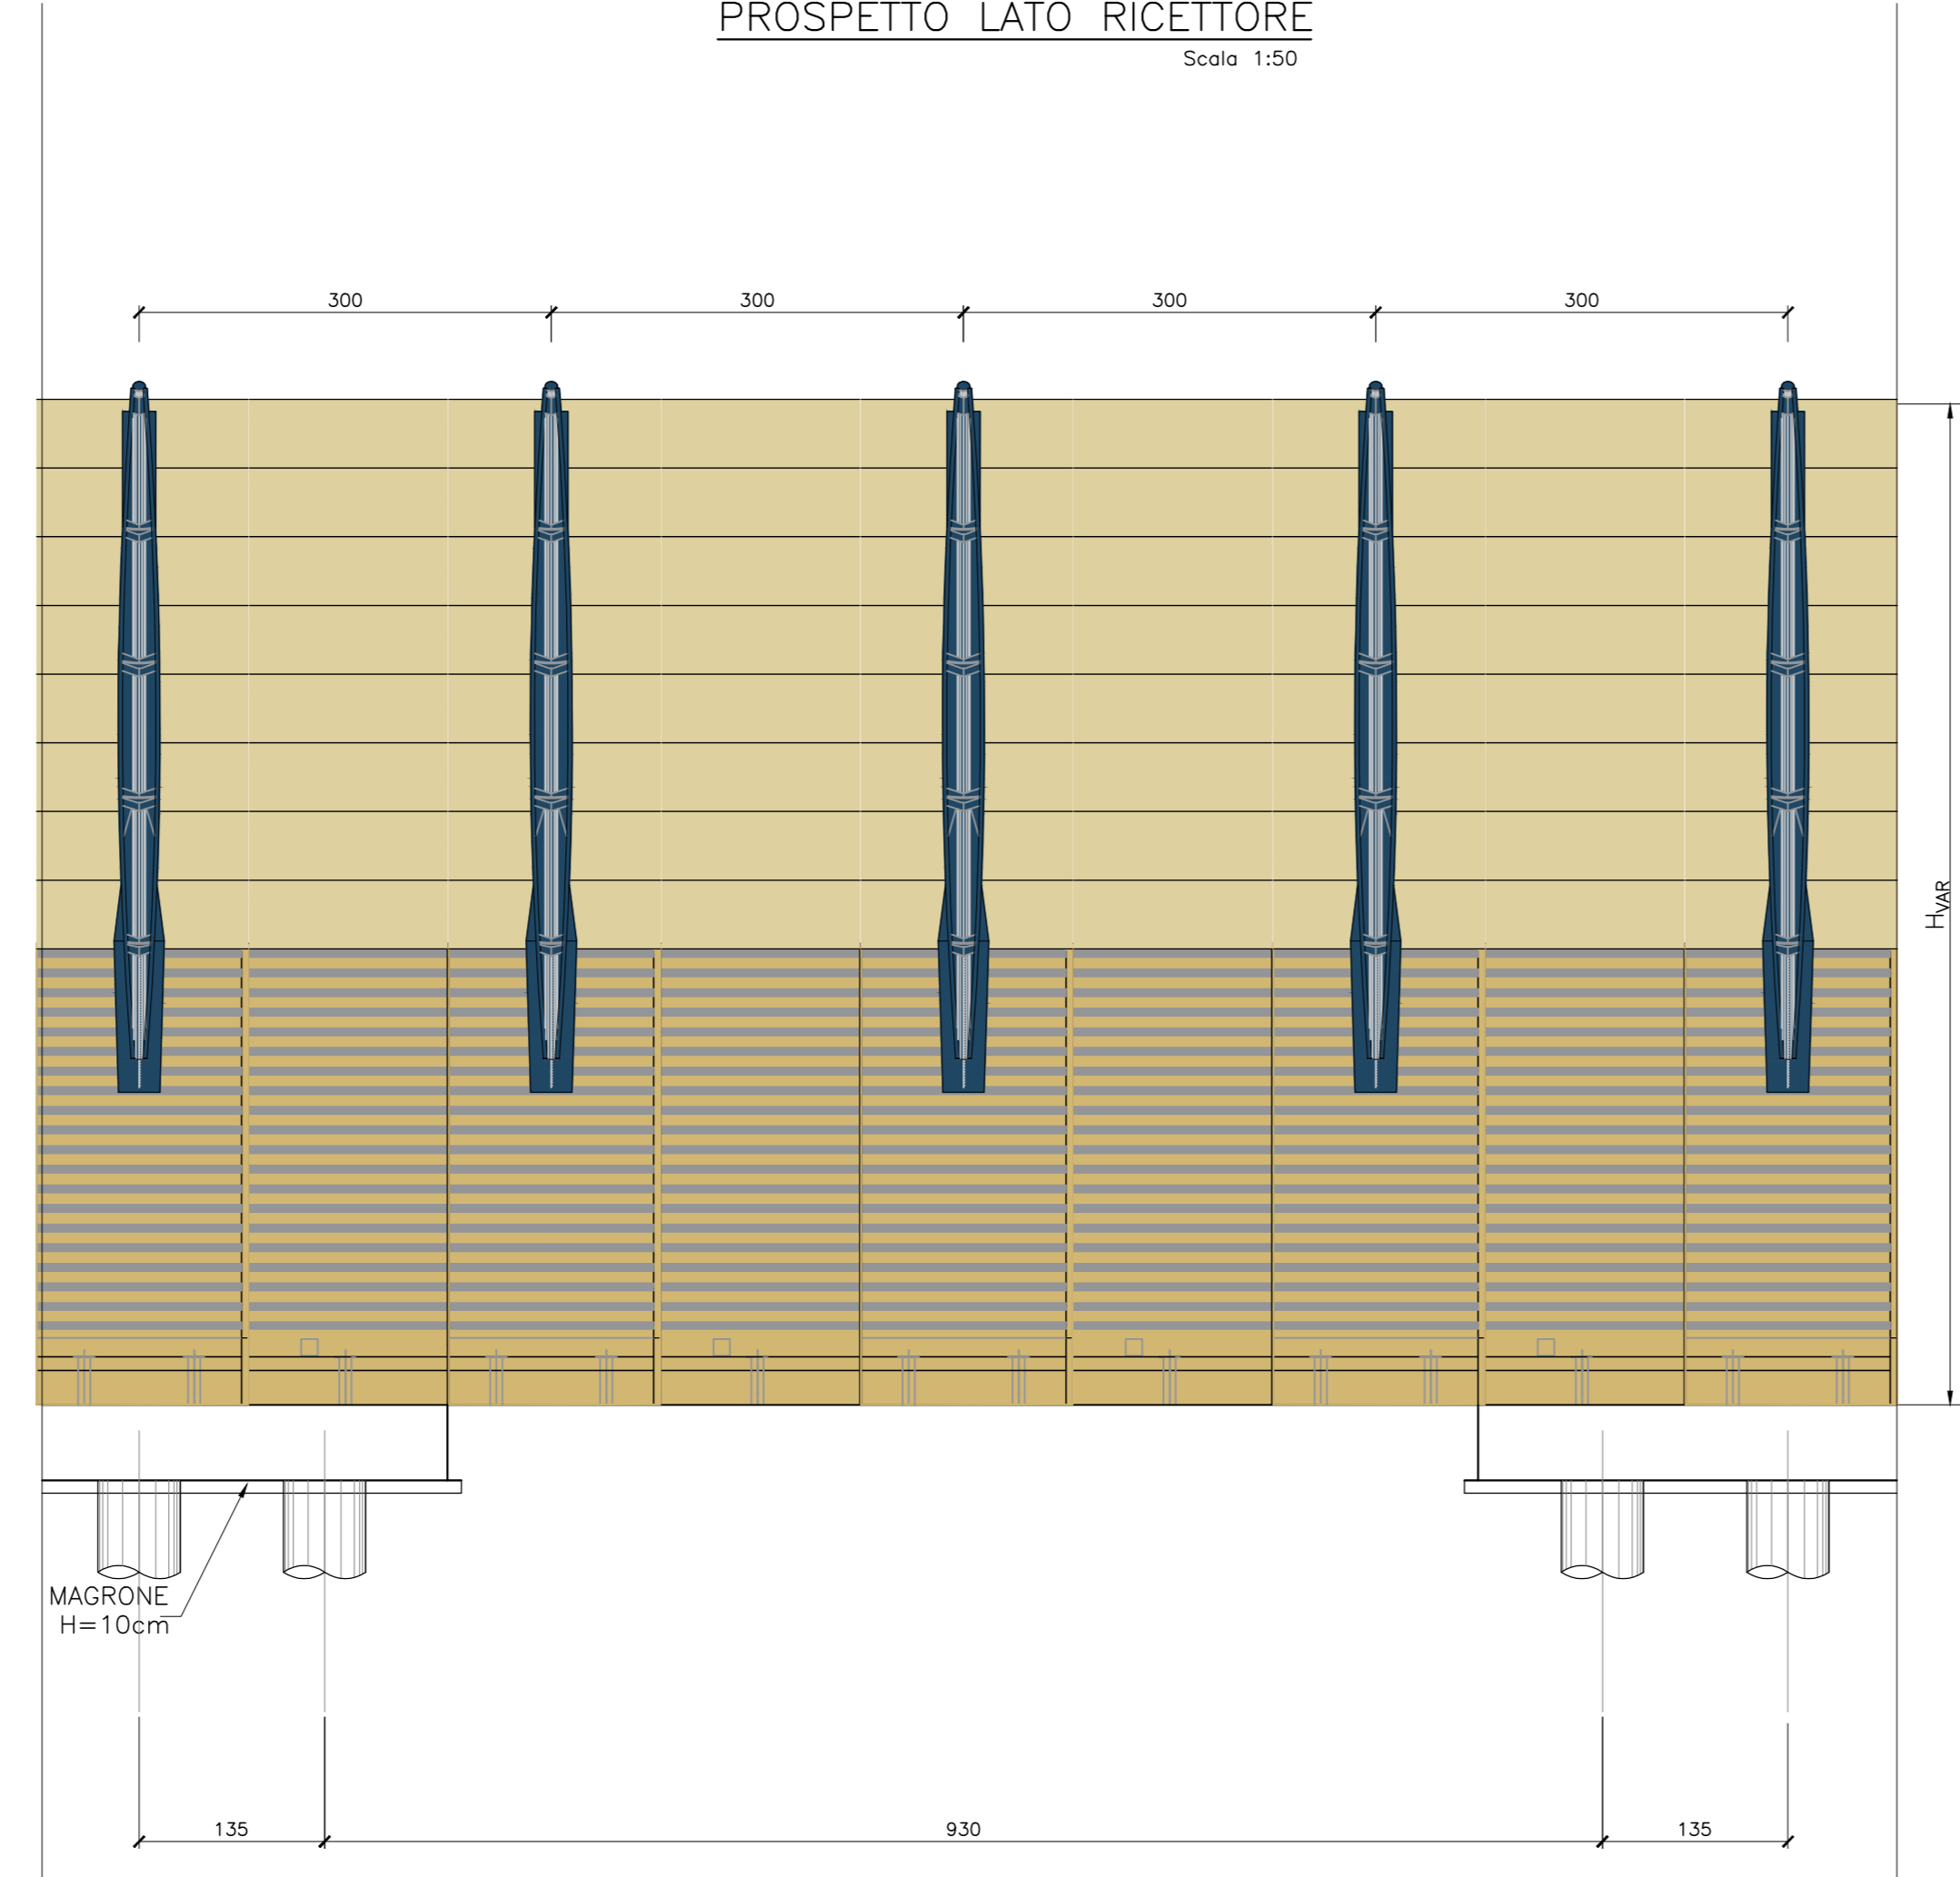 PROSPETTO LATO RICETTORE
Scala 1:50
300 300 300 300
HVAR
MAGRONE
H=10cm
135 930 135